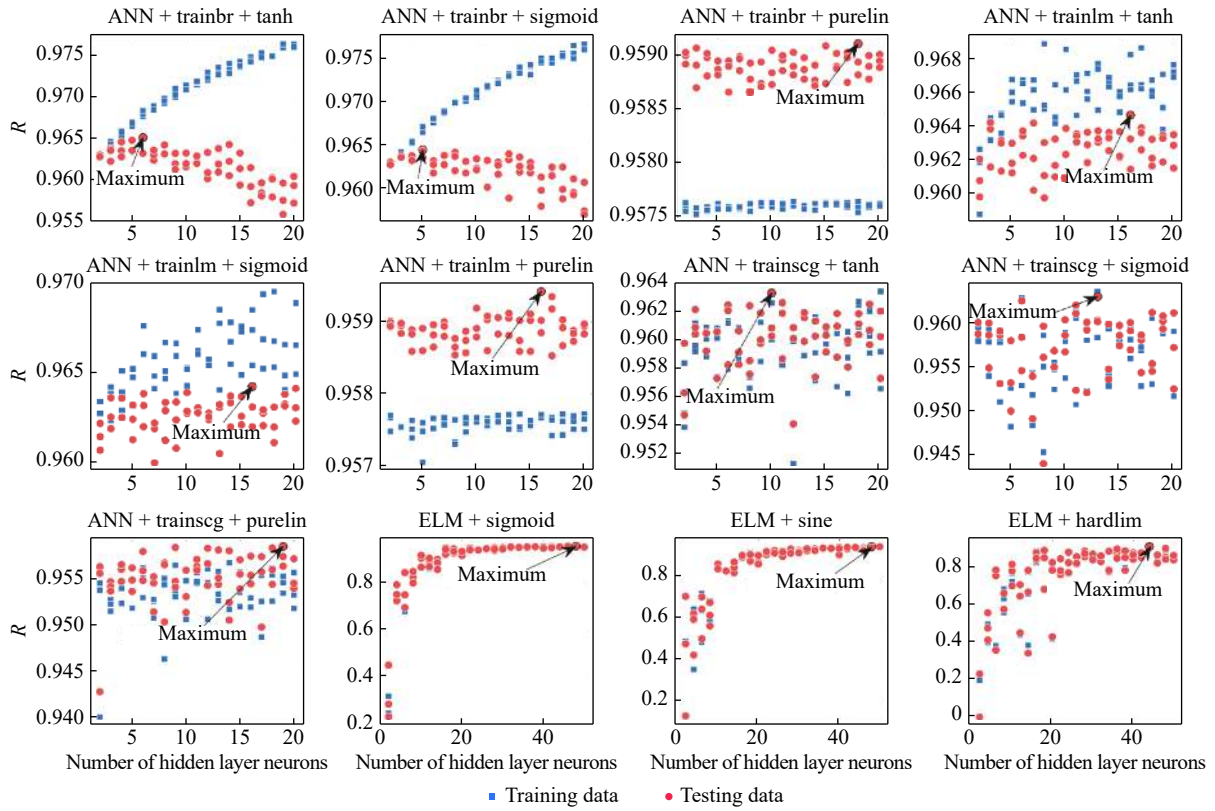 ANN + trainbr + tanh
ANN + trainbr + sigmoid
ANN + trainbr + purelin
ANN + trainlm + tanh
R
0.975
0.970
0.965
0.960
0.955
Maximum
5 10 15 20
0.975
0.970
0.965
0.960
Maximum
5 10 15 20
0.9590
0.9585
0.9580
0.9575
Maximum
5 10 15 20
0.968
0.966
0.964
0.962
0.960
Maximum
5 10 15 20
ANN + trainlm + sigmoid
ANN + trainlm + purelin
ANN + trainscg + tanh
ANN + trainscg + sigmoid
R
0.970
0.965
0.960
Maximum
5 10 15 20
0.959
0.958
0.957
Maximum
5 10 15 20
0.964
0.962
0.960
0.958
0.956
0.954
0.952
Maximum
5 10 15 20
0.960
0.955
0.950
0.945
Maximum
5 10 15 20
ANN + trainscg + purelin
ELM + sigmoid
ELM + sine
ELM + hardlim
R
0.955
0.950
0.945
0.940
Maximum
5 10 15 20
Number of hidden layer neurons
0.8
0.6
0.4
0.2
Maximum
0 20 40
Number of hidden layer neurons
0.8
0.6
0.4
0.2
Maximum
0 20 40
Number of hidden layer neurons
0.8
0.6
0.4
0.2
0
Maximum
0 20 40
Number of hidden layer neurons
Training data
Testing data